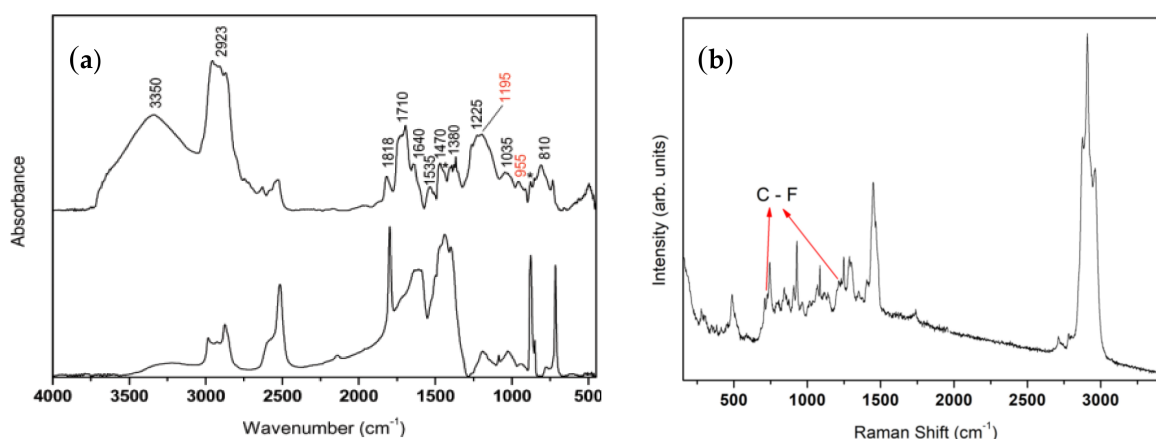 (a)
3350
2923
1818
1710
1640
1535
1470
*
1380
1225
1195
1035
955
*
810
Absorbance
4000 3500 3000 2500 2000 1500 1000 500
Wavenumber (cm⁻¹)
(b)
C - F
Intensity (arb. units)
500 1000 1500 2000 2500 3000
Raman Shift (cm⁻¹)